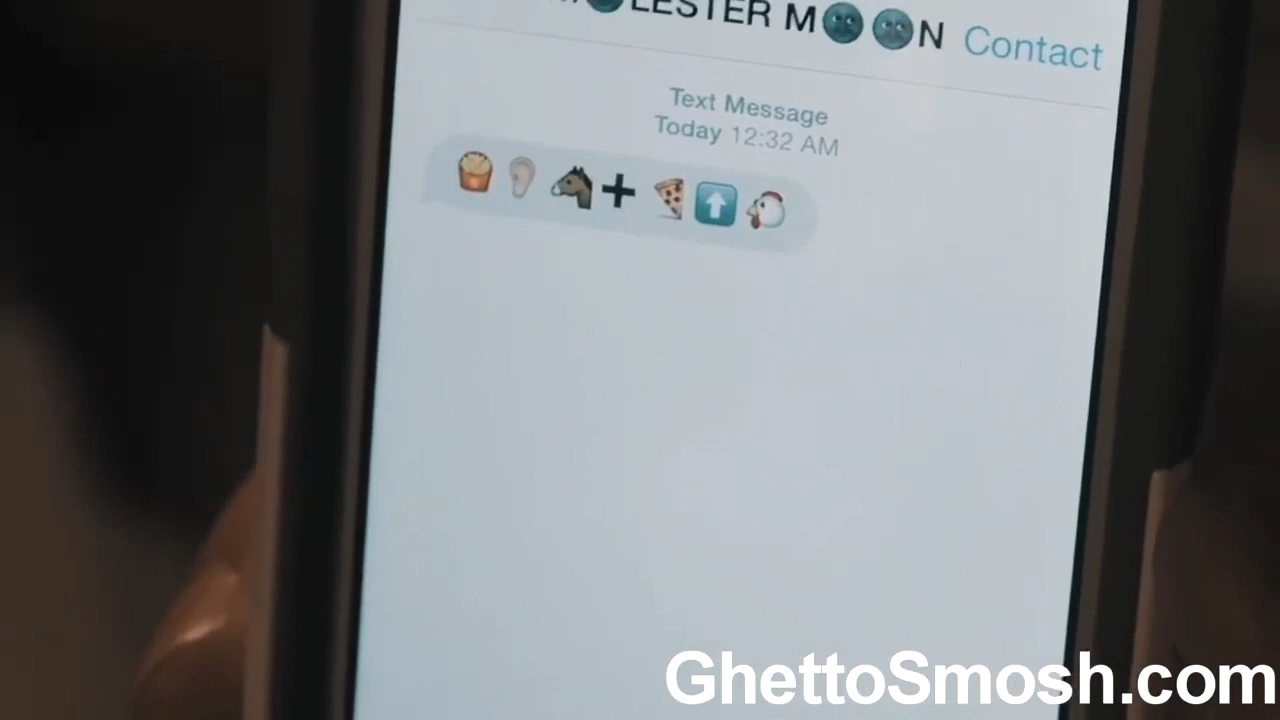 LESTER M🌚🌚N Contact
Text Message
Today 12:32 AM
🍟👂🐴➕🍕⬆️🐔
GhettoSmosh.com